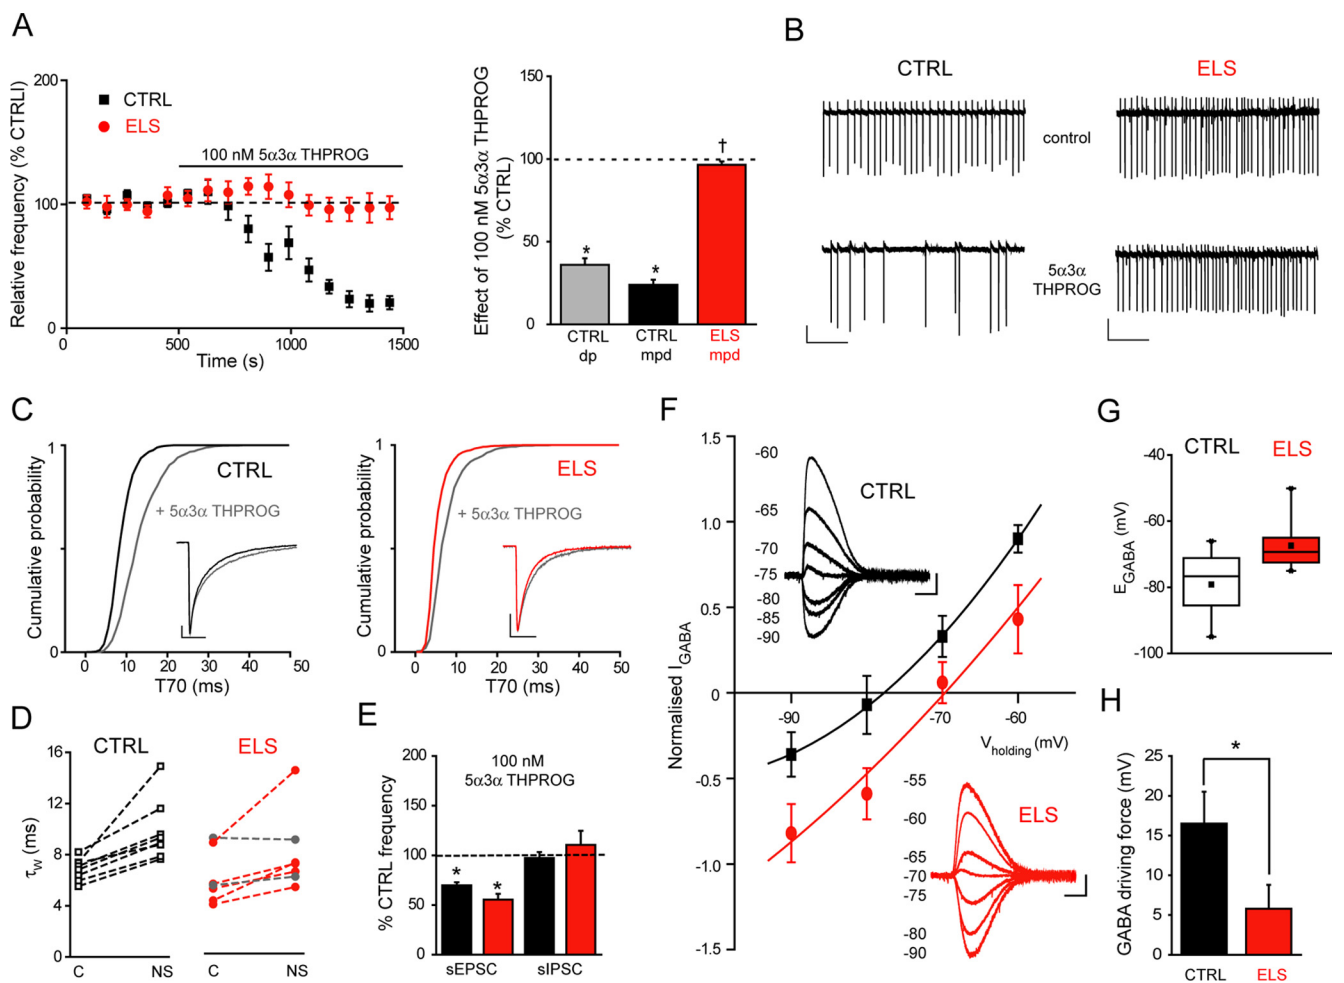 A
Relative frequency (% CTRLl)
200
100
0
CTRL
ELS
100 nM 5α3α THPROG
0
500
1000
1500
Time (s)
Effect of 100 nM 5α3α THPROG
(% CTRL)
150
100
50
0
*
*
†
CTRL
dp
CTRL
mpd
ELS
mpd
B
CTRL
ELS
control
5α3α
THPROG
C
Cumulative probability
1
0
CTRL
+ 5α3α THPROG
0
10
20
30
40
50
T70 (ms)
Cumulative probability
1
0
ELS
+ 5α3α THPROG
0
10
20
30
40
50
T70 (ms)
D
CTRL
ELS
τw (ms)
16
12
8
4
0
C
NS
C
NS
E
% CTRL frequency
200
150
100
50
0
100 nM
5α3α THPROG
*
*
sEPSC
sIPSC
F
Normalised IGABA
1.5
1.0
0.5
0
-0.5
-1.0
-1.5
-60
-65
-70
-75
-80
-85
-90
CTRL
-90
-70
-60
Vholding (mV)
ELS
-55
-60
-65
-70
-75
-80
-90
G
CTRL
ELS
EGABA (mV)
-40
-60
-80
-100
H
GABA driving force (mV)
25
20
15
10
5
0
*
CTRL
ELS